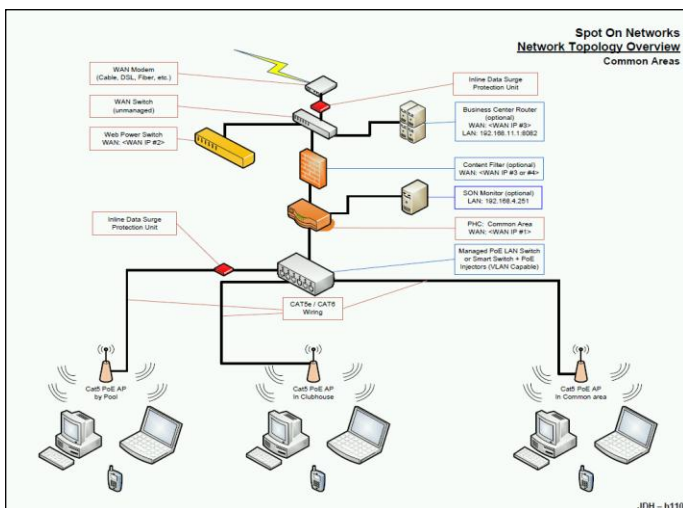 Spot On Networks
Network Topology Overview
Common Areas
WAN Modem
(Cable, DSL, Fiber, etc.)
Inline Data Surge
Protection Unit
WAN Switch
(unmanaged)
Business Center Router
(optional)
WAN: <WAN IP #3>
LAN: 192.168.11.1:8082
Web Power Switch
WAN: <WAN IP #2>
Content Filter (optional)
WAN: <WAN IP #3 or #4>
SON Monitor (optional)
LAN: 192.168.4.251
PHC: Common Area
WAN: <WAN IP #1>
Inline Data Surge
Protection Unit
Managed PoE LAN Switch
or Smart Switch + PoE
Injectors (VLAN Capable)
CAT5e / CAT6
Wiring
Cat5 PoE AP
by Pool
Cat5 PoE AP
In Clubhouse
Cat5 PoE AP
In Common area
JDH – b110